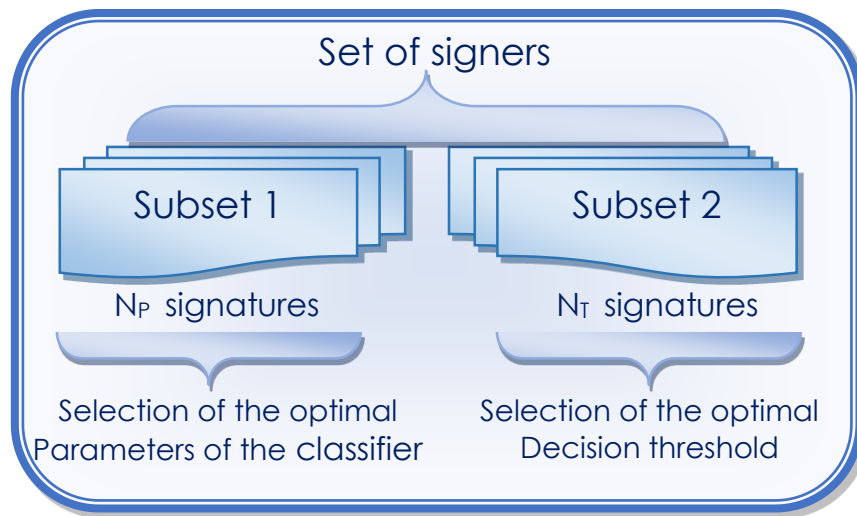 Set of signers
Subset 1
Subset 2
NP signatures
NT signatures
Selection of the optimal
Parameters of the classifier
Selection of the optimal
Decision threshold